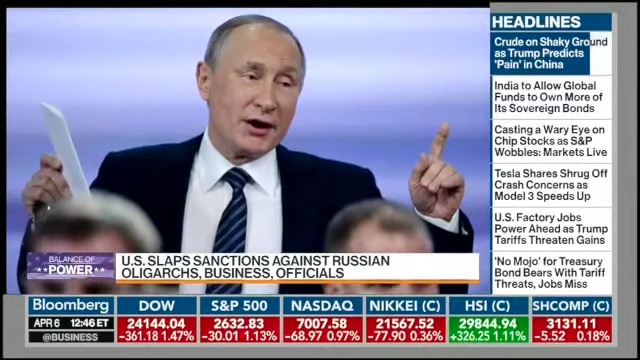 HEADLINES
Crude on Shaky Ground
as Trump Predicts
'Pain' in China
India to Allow Global
Funds to Own More of
Its Sovereign Bonds
Casting a Wary Eye on
Chip Stocks as S&P
Wobbles: Markets Live
Tesla Shares Shrug Off
Crash Concerns as
Model 3 Speeds Up
U.S. Factory Jobs
Power Ahead as Trump
Tariffs Threaten Gains
'No Mojo' for Treasury
Bond Bears With Tariff
Threats, Jobs Miss
BALANCE OF
POWER
U.S. SLAPS SANCTIONS AGAINST RUSSIAN
OLIGARCHS, BUSINESS, OFFICIALS
Bloomberg DOW S&P 500 NASDAQ NIKKEI (C) HSI (C) SHCOMP (C)
APR 6 12:46 ET 24144.04 2632.83 7007.58 21567.52 29844.94 3131.11
@BUSINESS -361.18 1.47% -30.01 1.13% -68.97 0.97% -77.90 0.36% +326.25 1.11% -5.52 0.18%